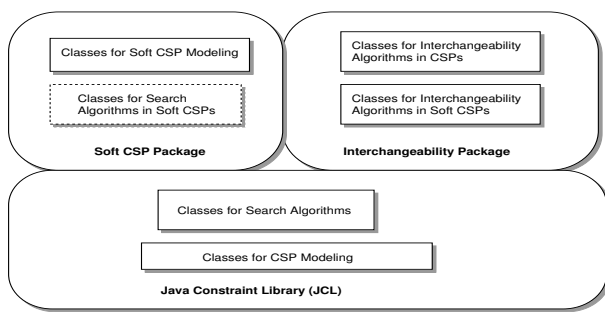 Classes for Soft CSP Modeling
Classes for Search
Algorithms in Soft CSPs
Soft CSP Package
Classes for Interchangeability
Algorithms in CSPs
Classes for Interchangeability
Algorithms in Soft CSPs
Interchangeability Package
Classes for Search Algorithms
Classes for CSP Modeling
Java Constraint Library (JCL)